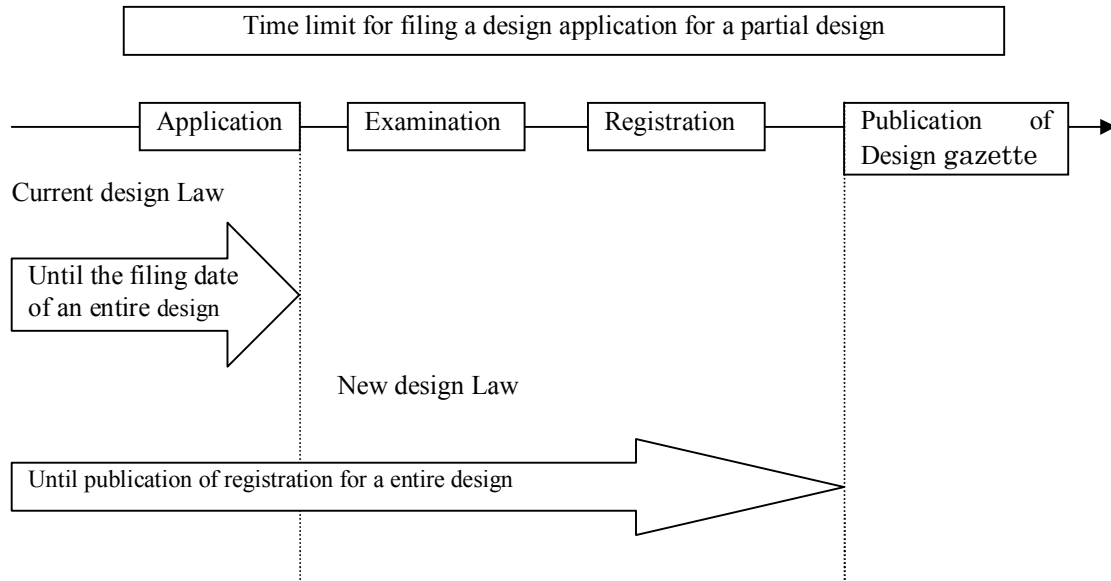 Time limit for filing a design application for a partial design
Application
Examination
Registration
Publication of
Design gazette
Current design Law
Until the filing date
of an entire design
New design Law
Until publication of registration for a entire design